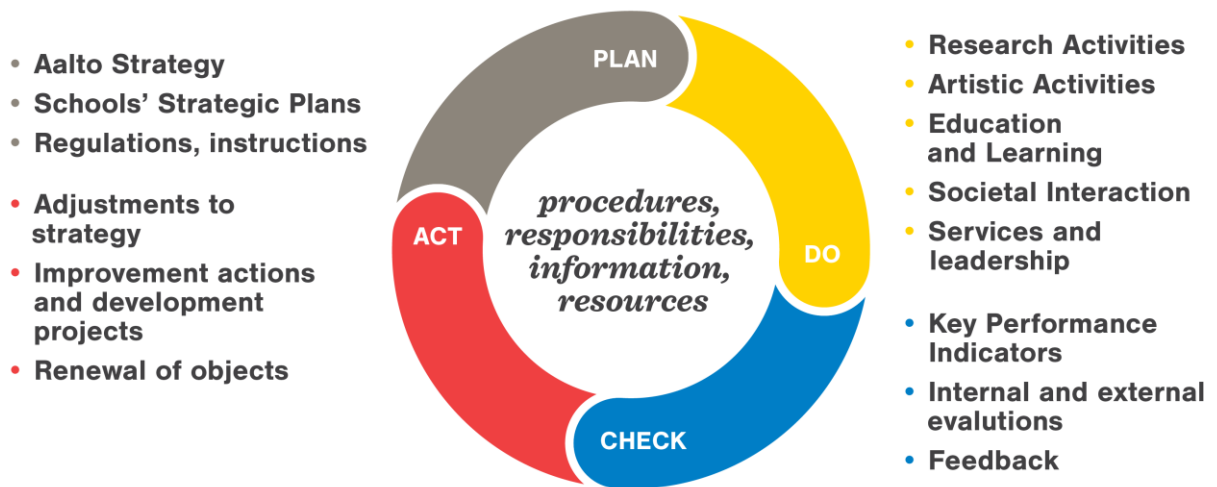 Aalto Strategy
Schools' Strategic Plans
Regulations, instructions
Adjustments to
strategy
Improvement actions
and development
projects
Renewal of objects
PLAN
DO
CHECK
ACT
procedures,
responsibilities,
information,
resources
Research Activities
Artistic Activities
Education
and Learning
Societal Interaction
Services and
leadership
Key Performance
Indicators
Internal and external
evalutions
Feedback